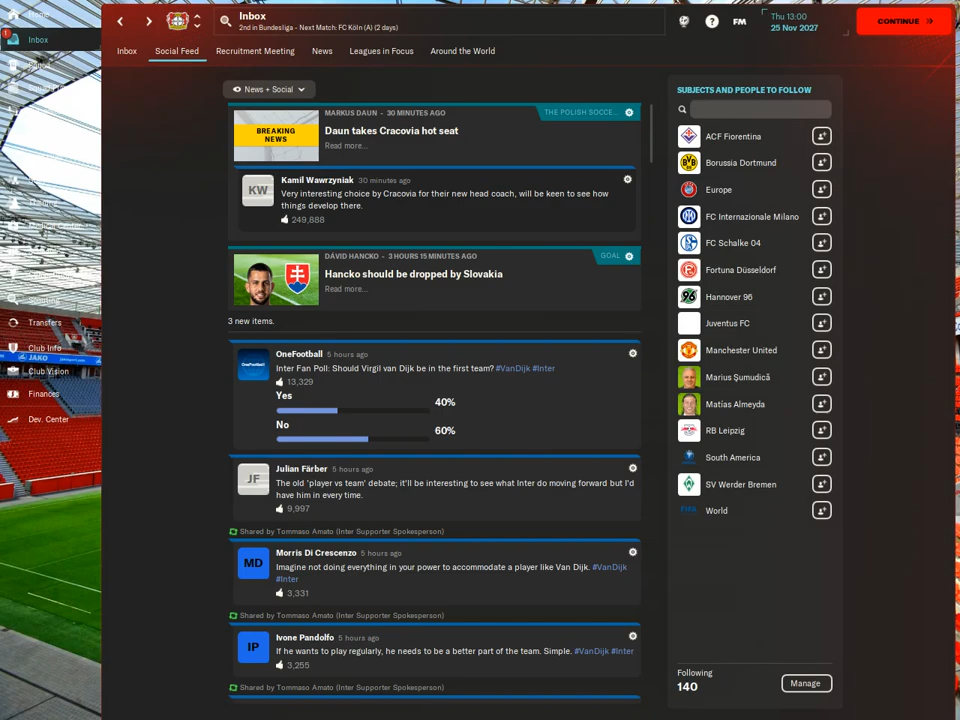 Home
Inbox
2nd in Bundesliga - Next Match: FC Köln (A) (2 days)
FM
Thu 13:00
25 Nov 2027
CONTINUE
1
Inbox
Inbox
Social Feed
Recruitment Meeting
News
Leagues in Focus
Around the World
News + Social
SUBJECTS AND PEOPLE TO FOLLOW
BREAKING
NEWS
MARKUS DAUN - 30 MINUTES AGO
THE POLISH SOCCE...
Daun takes Cracovia hot seat
Read more...
KW
Kamil Wawrzyniak 30 minutes ago
Very interesting choice by Cracovia for their new head coach, will be keen to see how
things develop there.
249,888
DÁVID HANCKO - 3 HOURS 15 MINUTES AGO
GOAL
Hancko should be dropped by Slovakia
Read more...
3 new items.
OneFootball
OneFootball 5 hours ago
Inter Fan Poll: Should Virgil van Dijk be in the first team? #VanDijk #Inter
13,329
Yes
40%
No
60%
JF
Julian Färber 5 hours ago
The old 'player vs team' debate; it'll be interesting to see what Inter do moving forward but I'd
have him in every time.
9,997
Shared by Tommaso Amato (Inter Supporter Spokesperson)
MD
Morris Di Crescenzo 5 hours ago
Imagine not doing everything in your power to accommodate a player like Van Dijk. #VanDijk
#Inter
3,331
Shared by Tommaso Amato (Inter Supporter Spokesperson)
IP
Ivone Pandolfo 5 hours ago
If he wants to play regularly, he needs to be a better part of the team. Simple. #VanDijk #Inter
3,255
Shared by Tommaso Amato (Inter Supporter Spokesperson)
ACF Fiorentina
Borussia Dortmund
Europe
FC Internazionale Milano
FC Schalke 04
Fortuna Düsseldorf
Hannover 96
Juventus FC
Manchester United
Marius Șumudică
Matías Almeyda
RB Leipzig
South America
SV Werder Bremen
FIFA
World
Following
140
Manage
Scouting
Transfers
Club Info
JAKO
Club Vision
Finances
Dev. Center